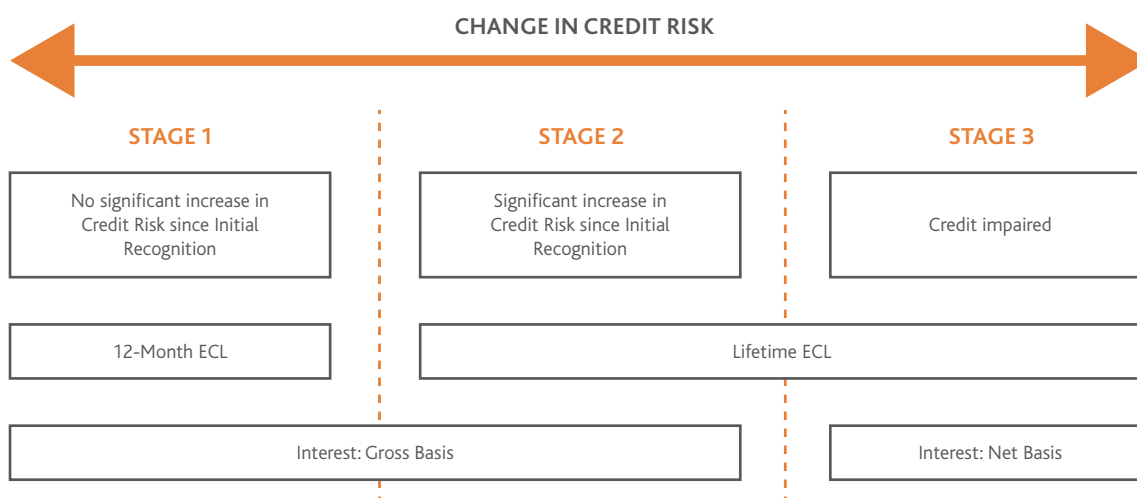 CHANGE IN CREDIT RISK
STAGE 1
STAGE 2
STAGE 3
No significant increase in
Credit Risk since Initial
Recognition
Significant increase in
Credit Risk since Initial
Recognition
Credit impaired
12-Month ECL
Lifetime ECL
Interest: Gross Basis
Interest: Net Basis